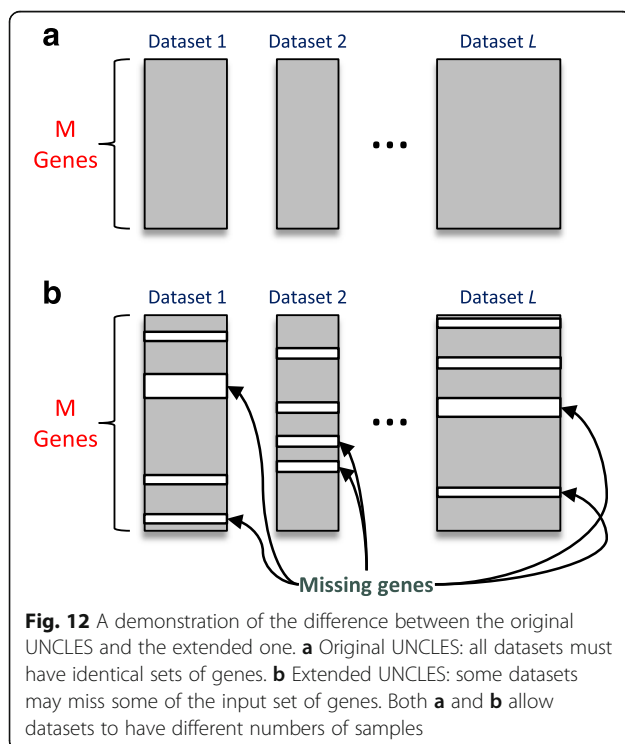 a
Dataset 1 Dataset 2 Dataset L
M
Genes
...
b
Dataset 1 Dataset 2 Dataset L
M
Genes
...
Missing genes
Fig. 12 A demonstration of the difference between the original
UNCLES and the extended one. a Original UNCLES: all datasets must
have identical sets of genes. b Extended UNCLES: some datasets
may miss some of the input set of genes. Both a and b allow
datasets to have different numbers of samples